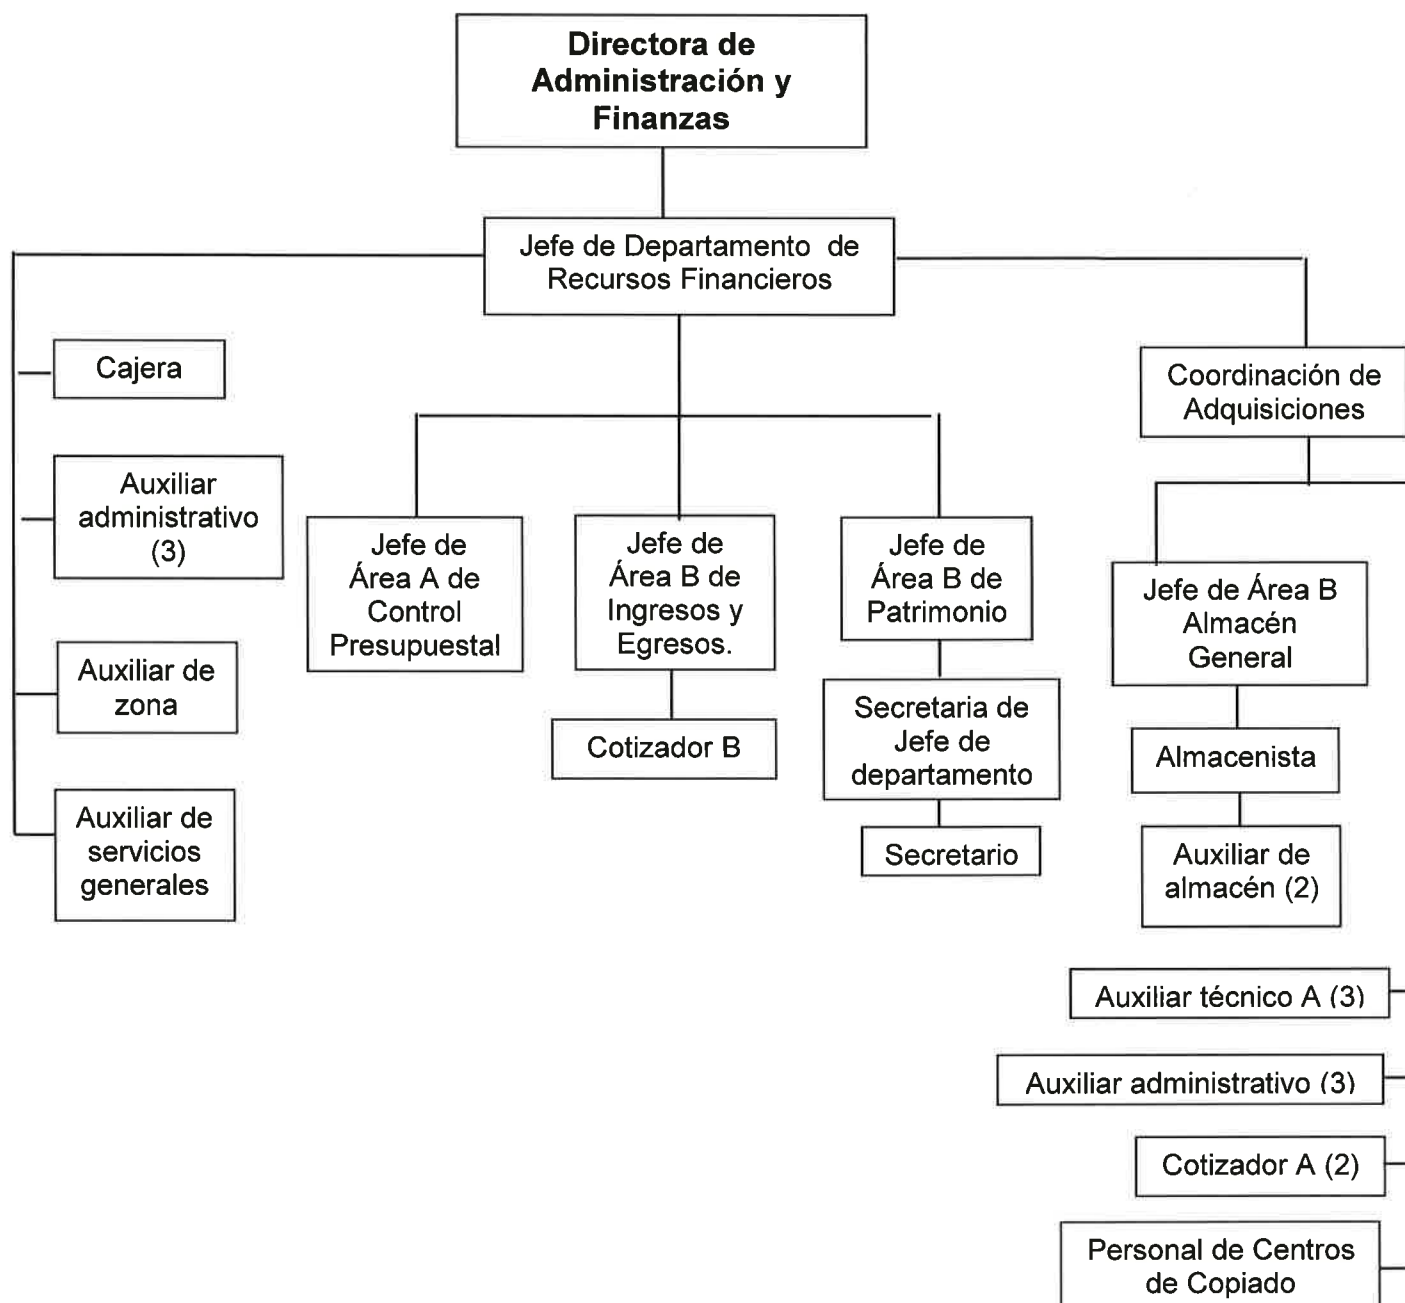 Directora de
Administración y
Finanzas
Jefe de Departamento de
Recursos Financieros
Cajera
Auxiliar
administrativo
(3)
Auxiliar de
zona
Auxiliar de
servicios
generales
Jefe de
Área A de
Control
Presupuestal
Jefe de
Área B de
Ingresos y
Egresos.
Cotizador B
Jefe de
Área B de
Patrimonio
Secretaria de
Jefe de
departamento
Secretario
Coordinación de
Adquisiciones
Jefe de Área B
Almacén
General
Almacenista
Auxiliar de
almacén (2)
Auxiliar técnico A (3)
Auxiliar administrativo (3)
Cotizador A (2)
Personal de Centros
de Copiado